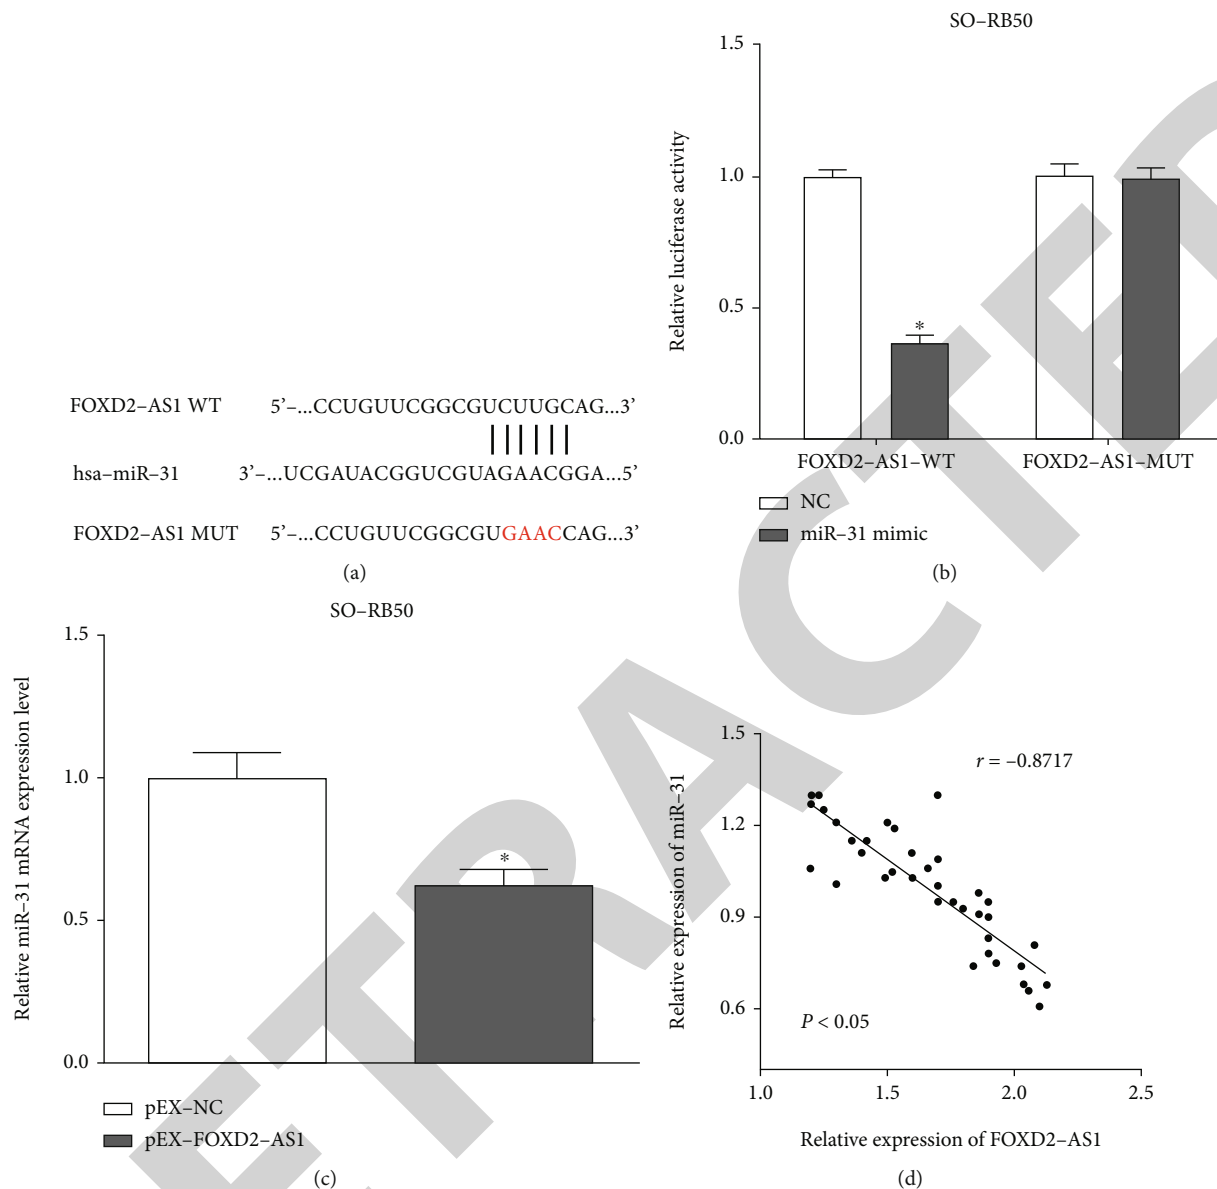 FOXD2–AS1 WT 5’–...CCUGUUCGGCGUCUUGCAG...3’
hsa–miR–31 3’–...UCGAUACGGUCGUAGAACGGA...5’
FOXD2–AS1 MUT 5’–...CCUGUUCGGCGUGAACCAG...3’
(a)
SO–RB50
Relative luciferase activity
1.5
1.0
0.5
0.0
*
FOXD2–AS1–WT FOXD2–AS1–MUT
NC
miR–31 mimic
(b)
SO–RB50
Relative miR–31 mRNA expression level
1.5
1.0
0.5
0.0
*
pEX–NC
pEX–FOXD2–AS1
(c)
Relative expression of miR–31
1.5
1.2
0.9
0.6
r = –0.8717
P < 0.05
1.0 1.5 2.0 2.5
Relative expression of FOXD2–AS1
(d)
ETRACTED